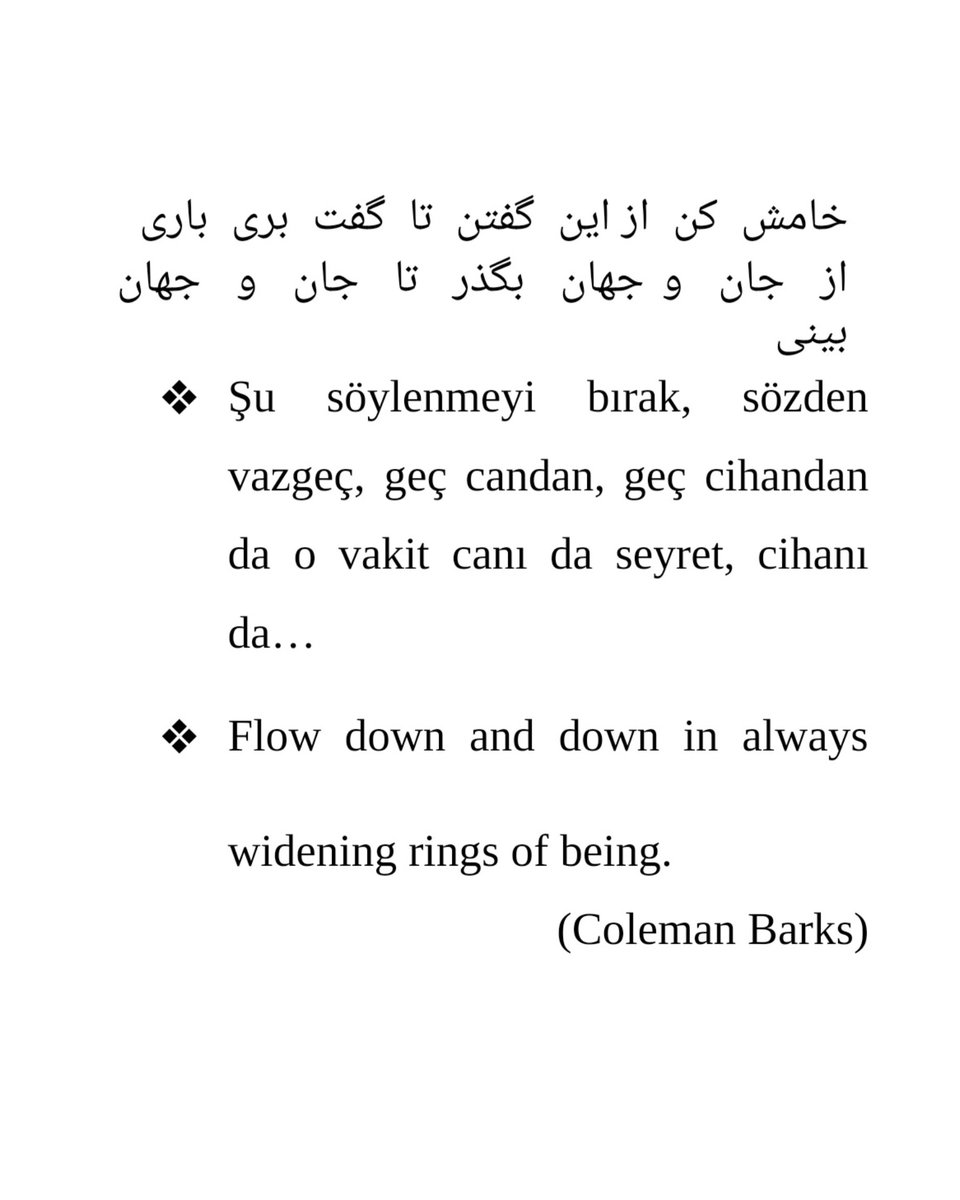 خامش کن از این گفتن تا گفت بری باری
از جان و جهان بگذر تا جان و جهان
بینی
❖ Şu söylenmeyi bırak, sözden
vazgeç, geç candan, geç cihandan
da o vakit canı da seyret, cihanı
da…
❖ Flow down and down in always
widening rings of being.
(Coleman Barks)